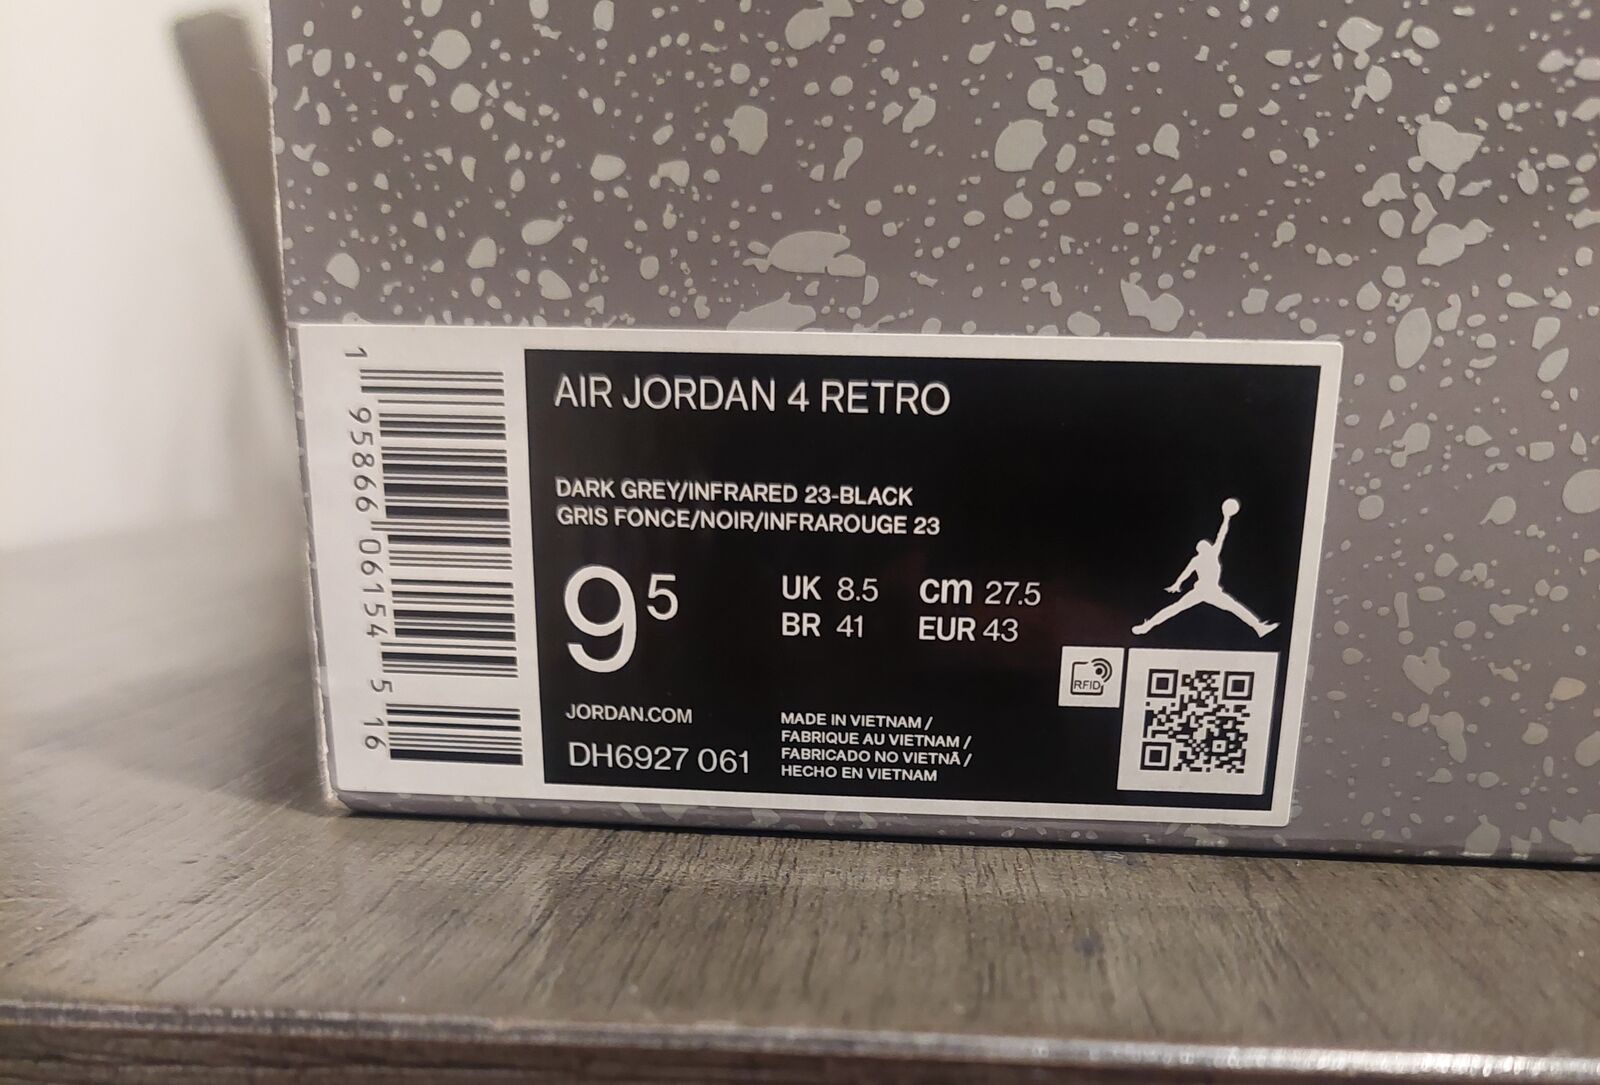 1 95866 06154 5 16
AIR JORDAN 4 RETRO
DARK GREY/INFRARED 23-BLACK
GRIS FONCE/NOIR/INFRAROUGE 23
9 5
UK 8.5 cm 27.5
BR 41 EUR 43
RFID
JORDAN.COM
DH6927 061
MADE IN VIETNAM /
FABRIQUE AU VIETNAM /
FABRICADO NO VIETNÃ /
HECHO EN VIETNAM